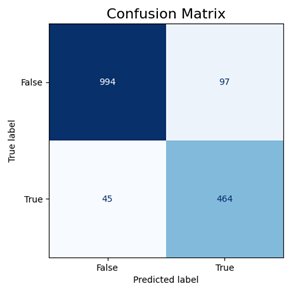 Confusion Matrix
True label
False
994 97
True
45 464
False True
Predicted label